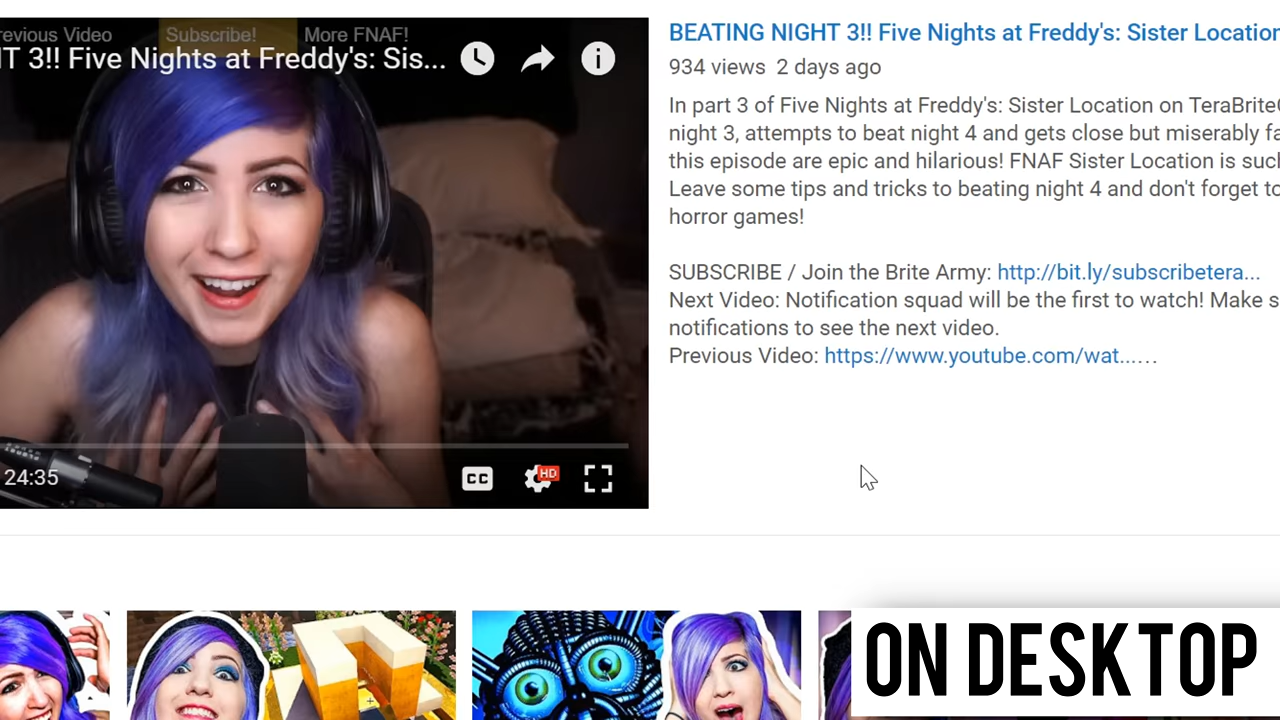 revious Video Subscribe! More FNAF!
T 3!! Five Nights at Freddy's: Sis...
24:35
CC
HD
BEATING NIGHT 3!! Five Nights at Freddy's: Sister Location
934 views 2 days ago
In part 3 of Five Nights at Freddy's: Sister Location on TeraBrite
night 3, attempts to beat night 4 and gets close but miserably fa
this episode are epic and hilarious! FNAF Sister Location is suc
Leave some tips and tricks to beating night 4 and don't forget to
horror games!
SUBSCRIBE / Join the Brite Army: http://bit.ly/subscribetera...
Next Video: Notification squad will be the first to watch! Make s
notifications to see the next video.
Previous Video: https://www.youtube.com/wat...…
ON DESKTOP